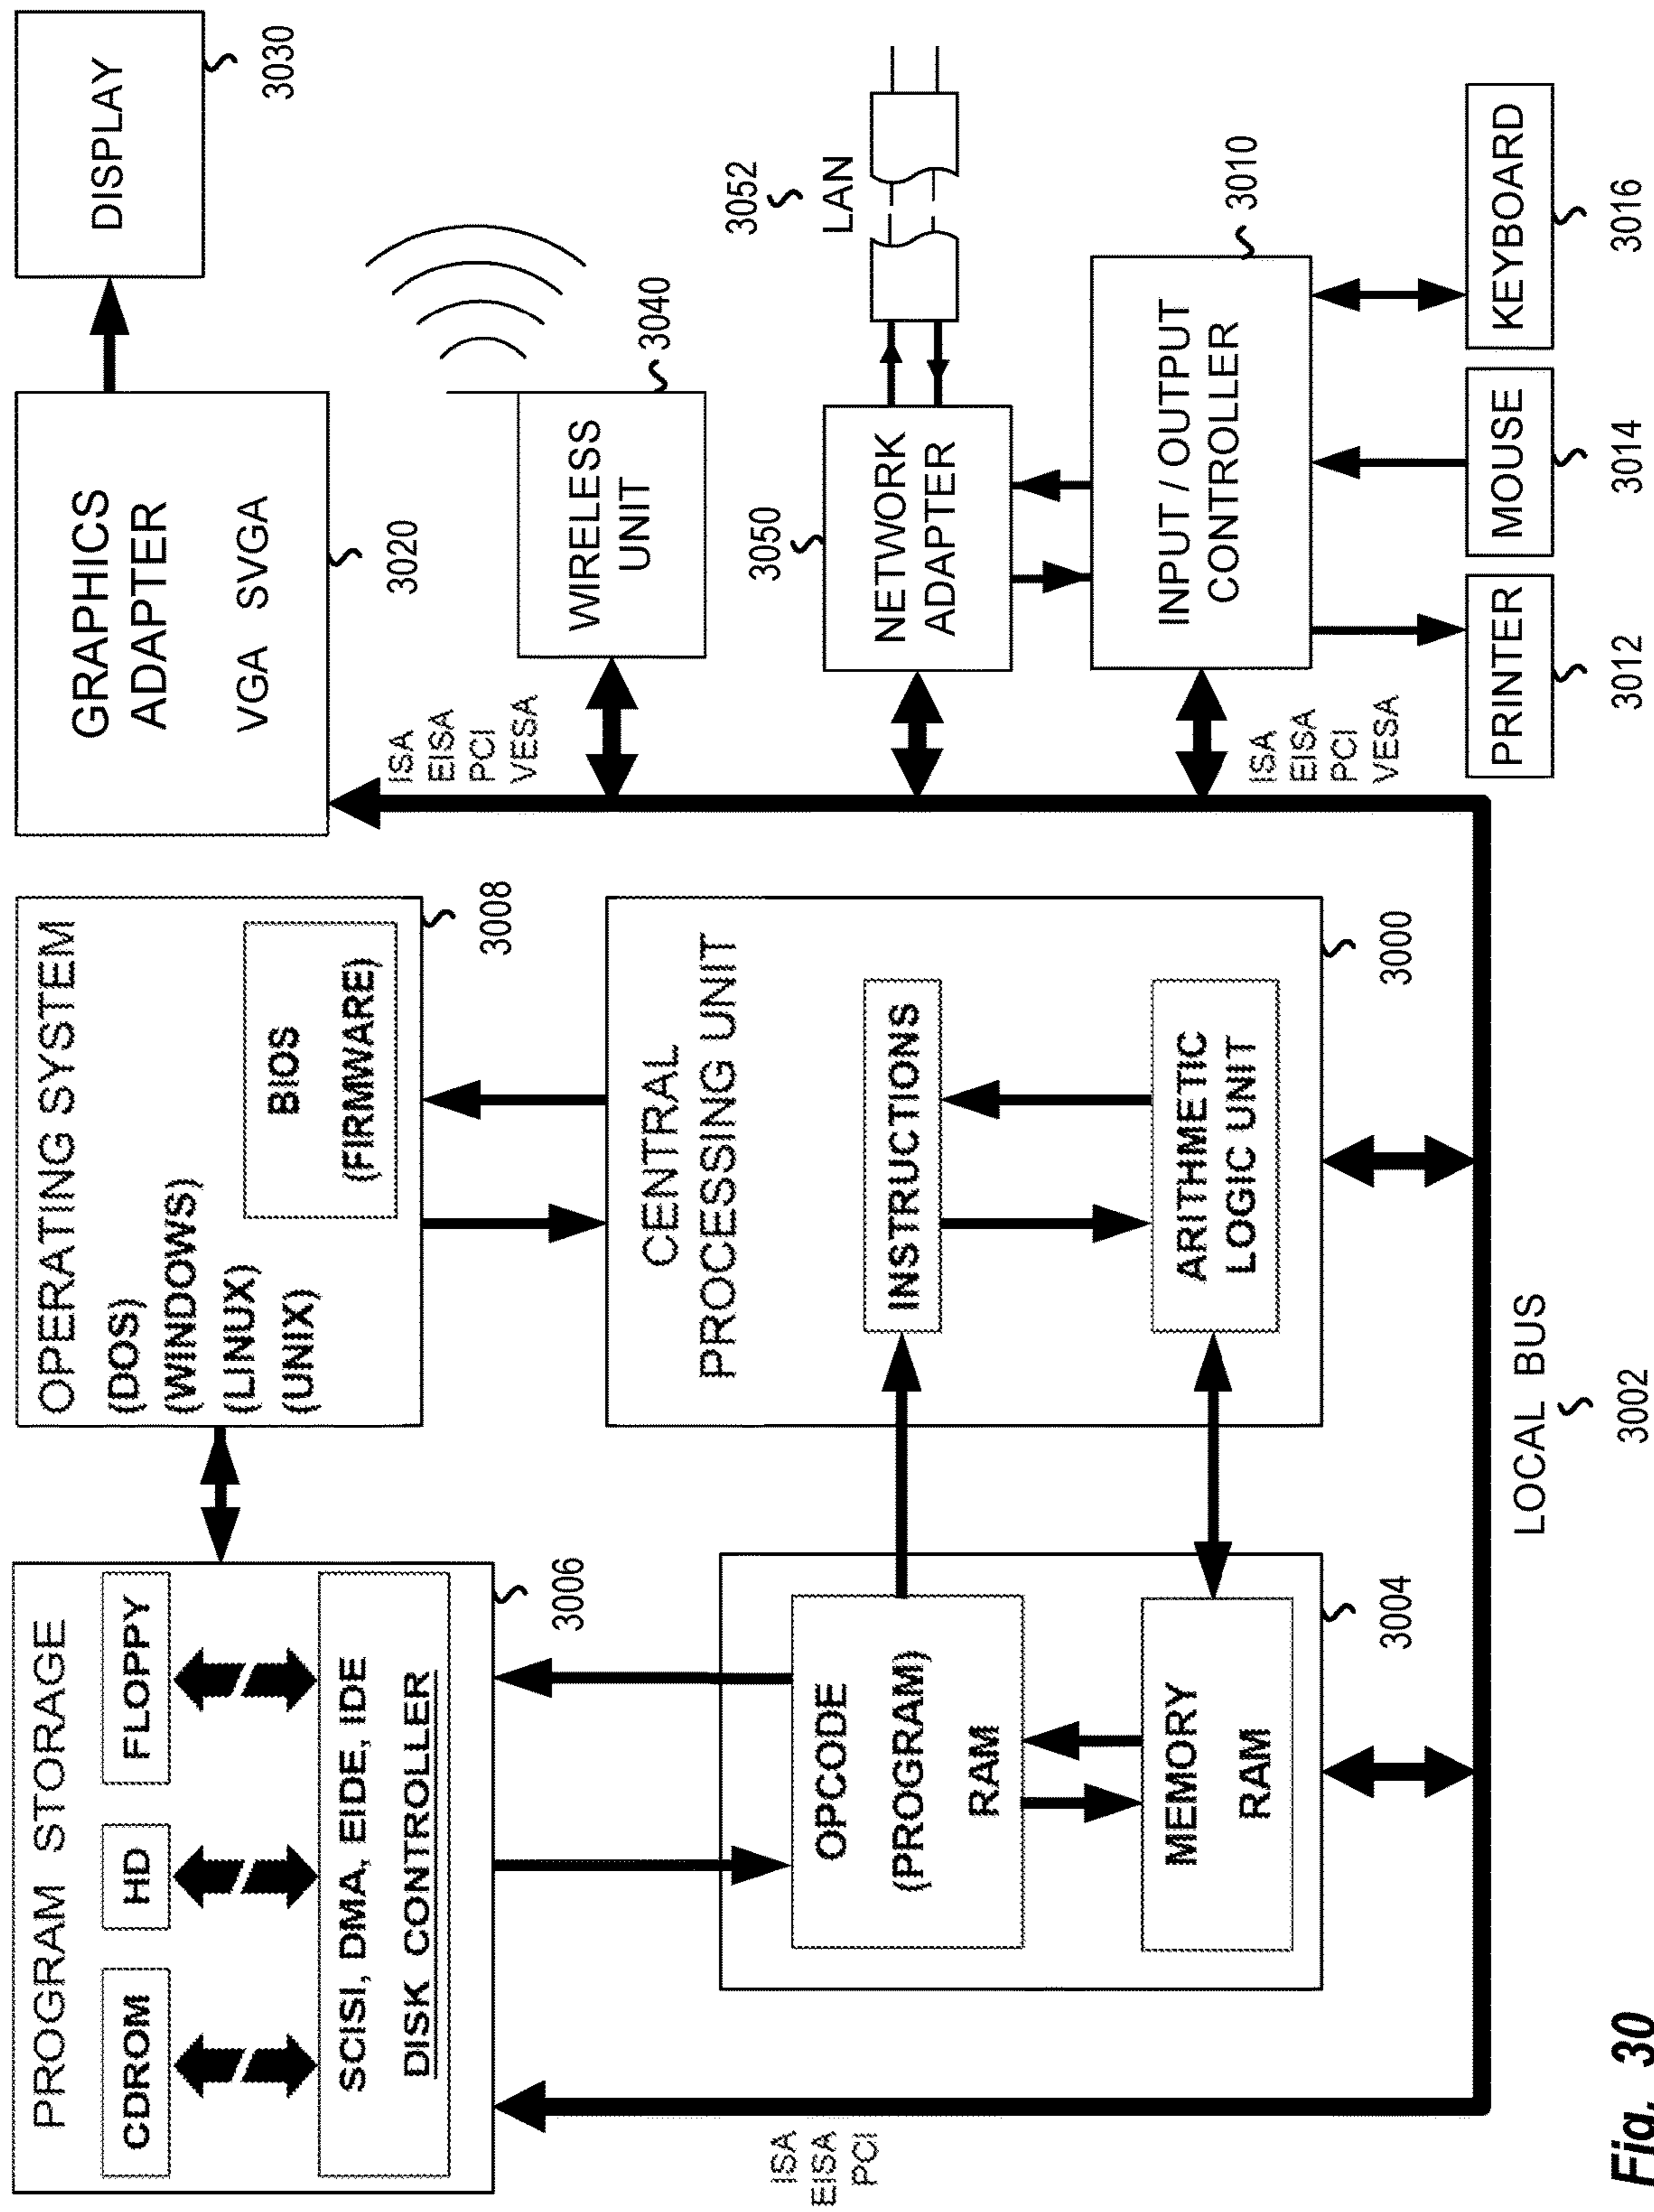 PROGRAM STORAGE
CDROM
HD
FLOPPY
SCISI, DMA, EIDE, IDE
DISK CONTROLLER
3006
OPERATING SYSTEM
(DOS)
(WINDOWS)
(LINUX)
(UNIX)
BIOS
(FIRMWARE)
3008
GRAPHICS
ADAPTER
VGA SVGA
3020
DISPLAY
3030
ISA
EISA
PCI
VESA
WIRELESS
UNIT
3040
ISA
EISA
PCI
OPCODE
(PROGRAM)
RAM
MEMORY
RAM
3004
CENTRAL
PROCESSING UNIT
INSTRUCTIONS
ARITHMETIC
LOGIC UNIT
3000
3050
NETWORK
ADAPTER
3052
LAN
INPUT / OUTPUT
CONTROLLER
3010
ISA
EISA
PCI
VESA
PRINTER
3012
MOUSE
3014
KEYBOARD
3016
LOCAL BUS
3002
Fig. 30